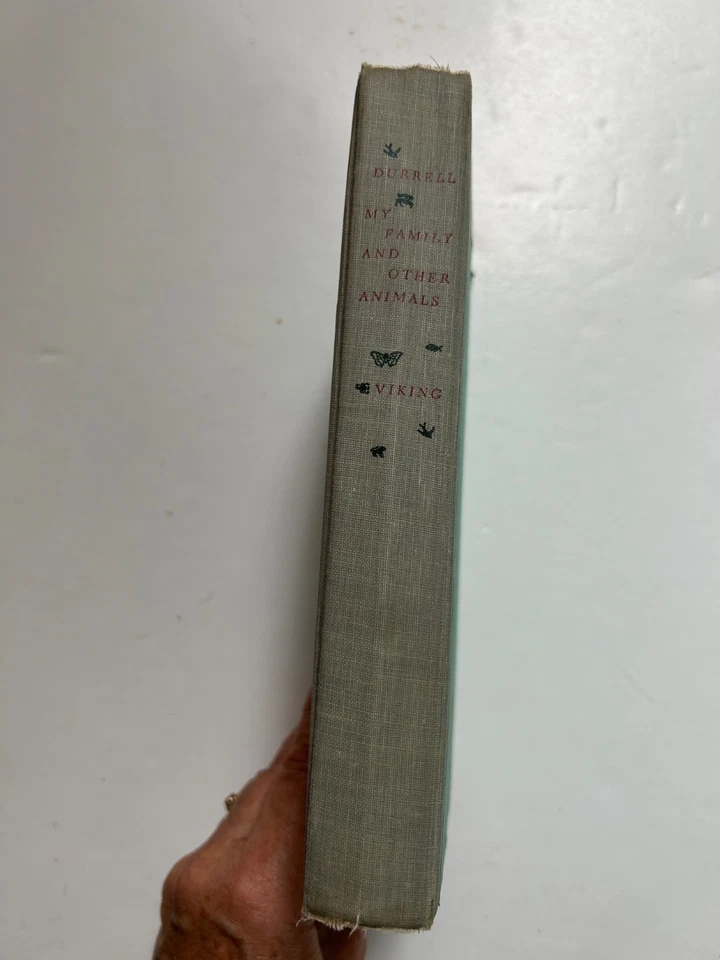 DURRELL
MY
FAMILY
AND
OTHER
ANIMALS
VIKING